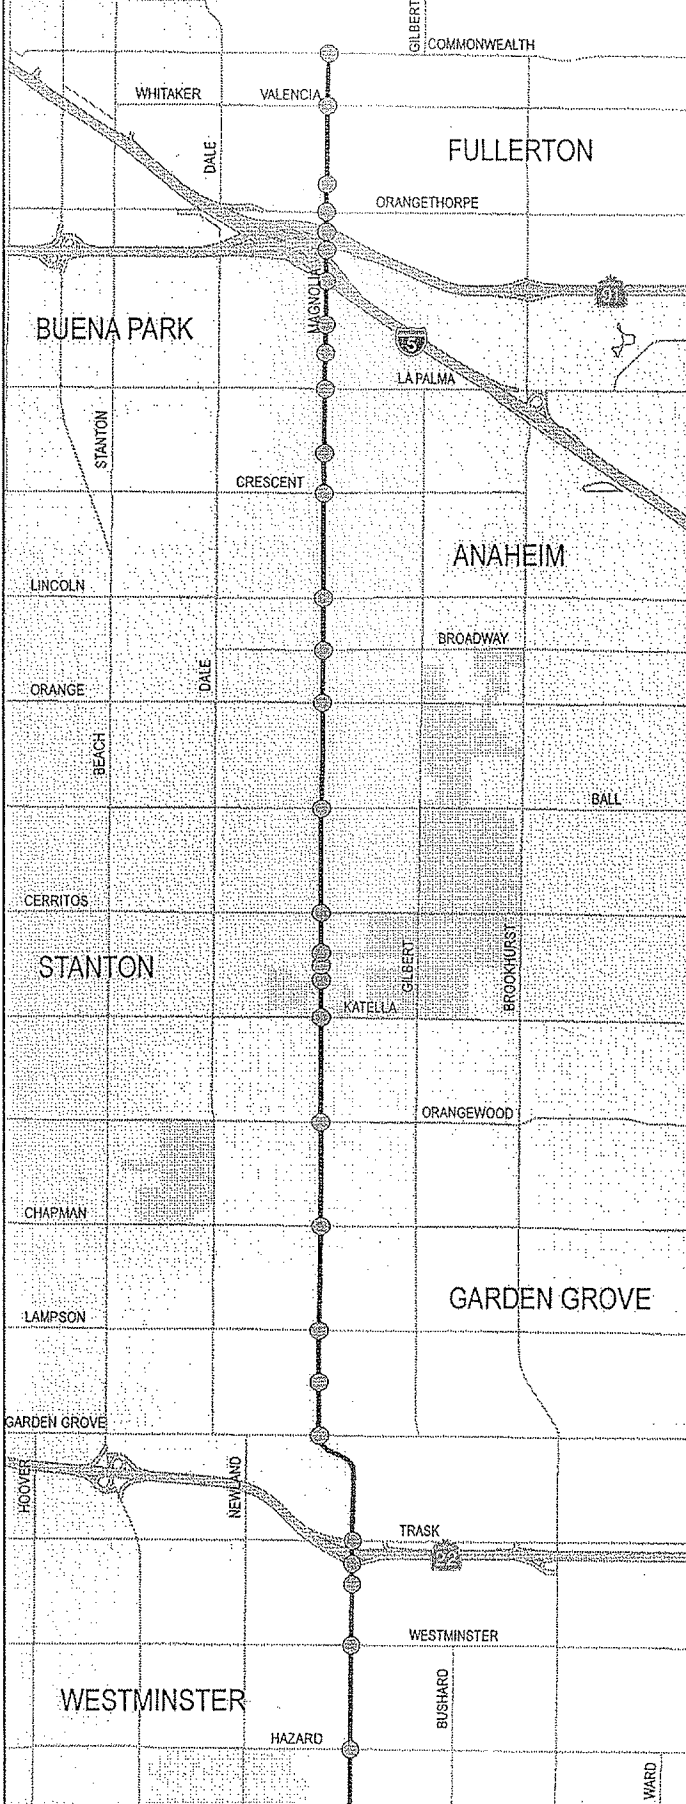 GILBERT
COMMONWEALTH
WHITAKER
VALENCIA
FULLERTON
DALE
ORANGETHORPE
91
MAGNOLIA
BUENA PARK
5
LA PALMA
STANTON
CRESCENT
ANAHEIM
LINCOLN
BROADWAY
DALE
ORANGE
BEACH
BALL
CERRITOS
STANTON
GILBERT
BROOKHURST
KATELLA
ORANGEWOOD
CHAPMAN
GARDEN GROVE
LAMPSON
GARDEN GROVE
HOOVER
NEWLAND
TRASK
22
WESTMINSTER
WESTMINSTER
BUSHARD
HAZARD
WARD